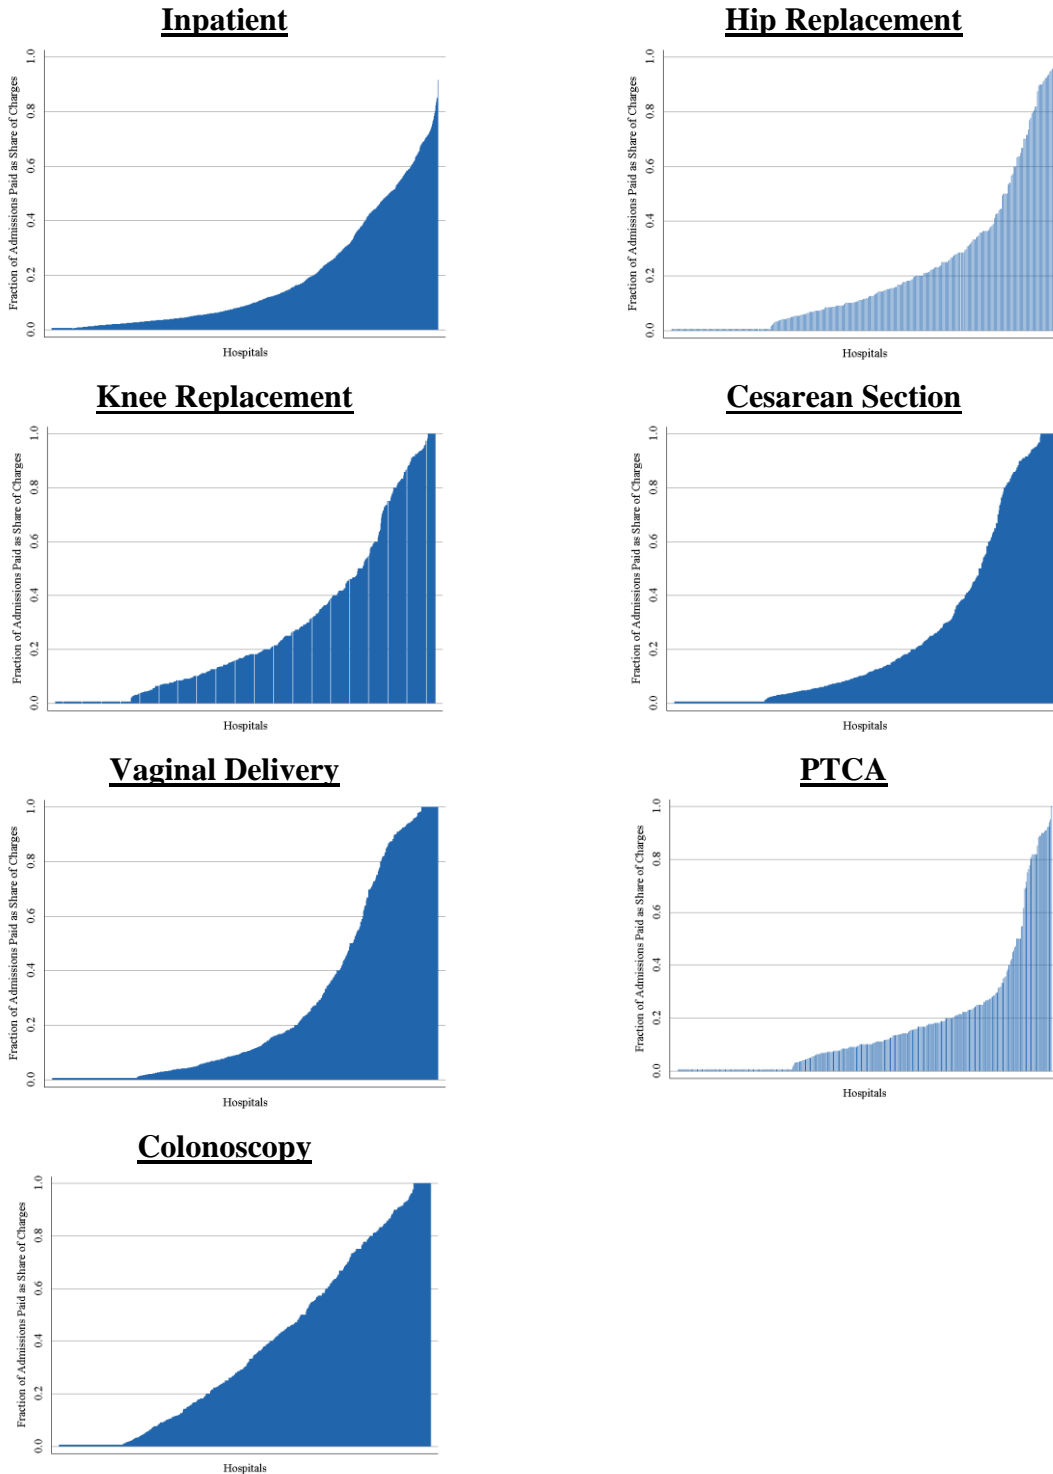 Inpatient
Fraction of Admissions Paid as Share of Charges
1.0
0.8
0.6
0.4
0.2
0.0
Hospitals
Hip Replacement
Fraction of Admissions Paid as Share of Charges
1.0
0.8
0.6
0.4
0.2
0.0
Hospitals
Knee Replacement
Fraction of Admissions Paid as Share of Charges
1.0
0.8
0.6
0.4
0.2
0.0
Hospitals
Cesarean Section
Fraction of Admissions Paid as Share of Charges
1.0
0.8
0.6
0.4
0.2
0.0
Hospitals
Vaginal Delivery
Fraction of Admissions Paid as Share of Charges
1.0
0.8
0.6
0.4
0.2
0.0
Hospitals
PTCA
Fraction of Admissions Paid as Share of Charges
1.0
0.8
0.6
0.4
0.2
0.0
Hospitals
Colonoscopy
Fraction of Admissions Paid as Share of Charges
1.0
0.8
0.6
0.4
0.2
0.0
Hospitals